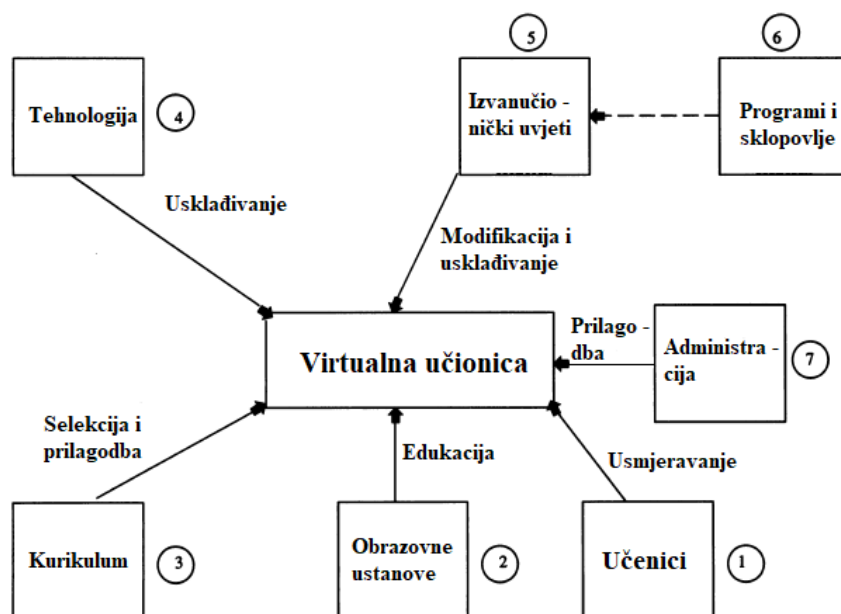 5
6
Tehnologija
4
Izvanučio -
nički uvjeti
Programi i
sklopovlje
Usklađivanje
Modifikacija i
usklađivanje
Prilago -
dba
Administra -
cija
7
Virtualna učionica
Selekcija i
prilagodba
Edukacija
Usmjeravanje
Kurikulum
3
Obrazovne
ustanove
2
Učenici
1